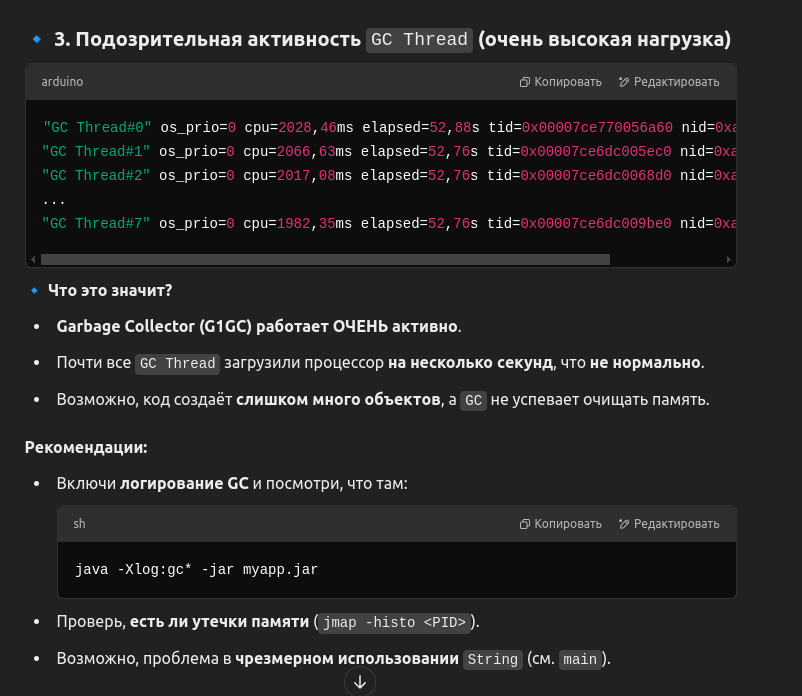 3. Подозрительная активность GC Thread (очень высокая нагрузка)
arduino Копировать Редактировать
"GC Thread#0" os_prio=0 cpu=2028,46ms elapsed=52,88s tid=0x00007ce770056a60 nid=0xa
"GC Thread#1" os_prio=0 cpu=2066,63ms elapsed=52,76s tid=0x00007ce6dc005ec0 nid=0xa
"GC Thread#2" os_prio=0 cpu=2017,08ms elapsed=52,76s tid=0x00007ce6dc0068d0 nid=0xa
...
"GC Thread#7" os_prio=0 cpu=1982,35ms elapsed=52,76s tid=0x00007ce6dc009be0 nid=0xa
Что это значит?
• Garbage Collector (G1GC) работает ОЧЕНЬ активно.
• Почти все GC Thread загрузили процессор на несколько секунд, что не нормально.
• Возможно, код создаёт слишком много объектов, а GC не успевает очищать память.
Рекомендации:
• Включи логирование GC и посмотри, что там:
sh Копировать Редактировать
java -Xlog:gc* -jar myapp.jar
• Проверь, есть ли утечки памяти (jmap -histo <PID>).
• Возможно, проблема в чрезмерном использовании String (см. main).